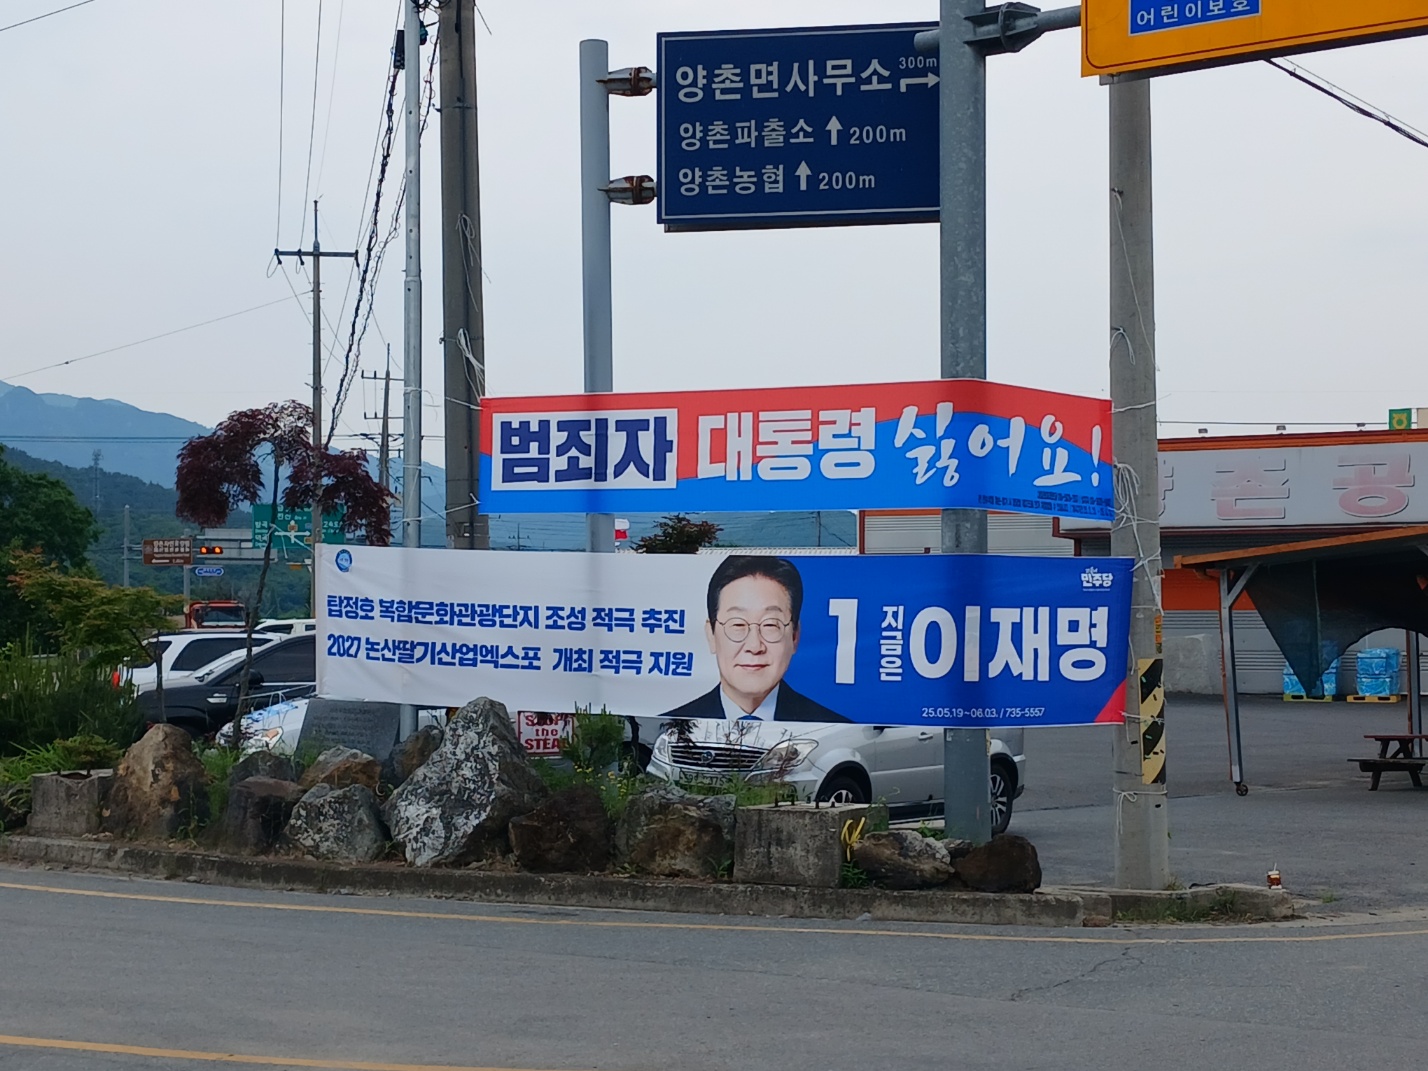 어린이보호
양촌면사무소 300m
양촌파출소 200m
양촌농협 200m
범죄자 대통령 싫어요!
양촌공
탑정호 복합문화관광단지 조성 적극 추진
2027 논산딸기산업엑스포 개최 적극 지원
1 지금은 이재명
민주당
25.05.19~06.03. / 735-5557
STOP
the
STEAL